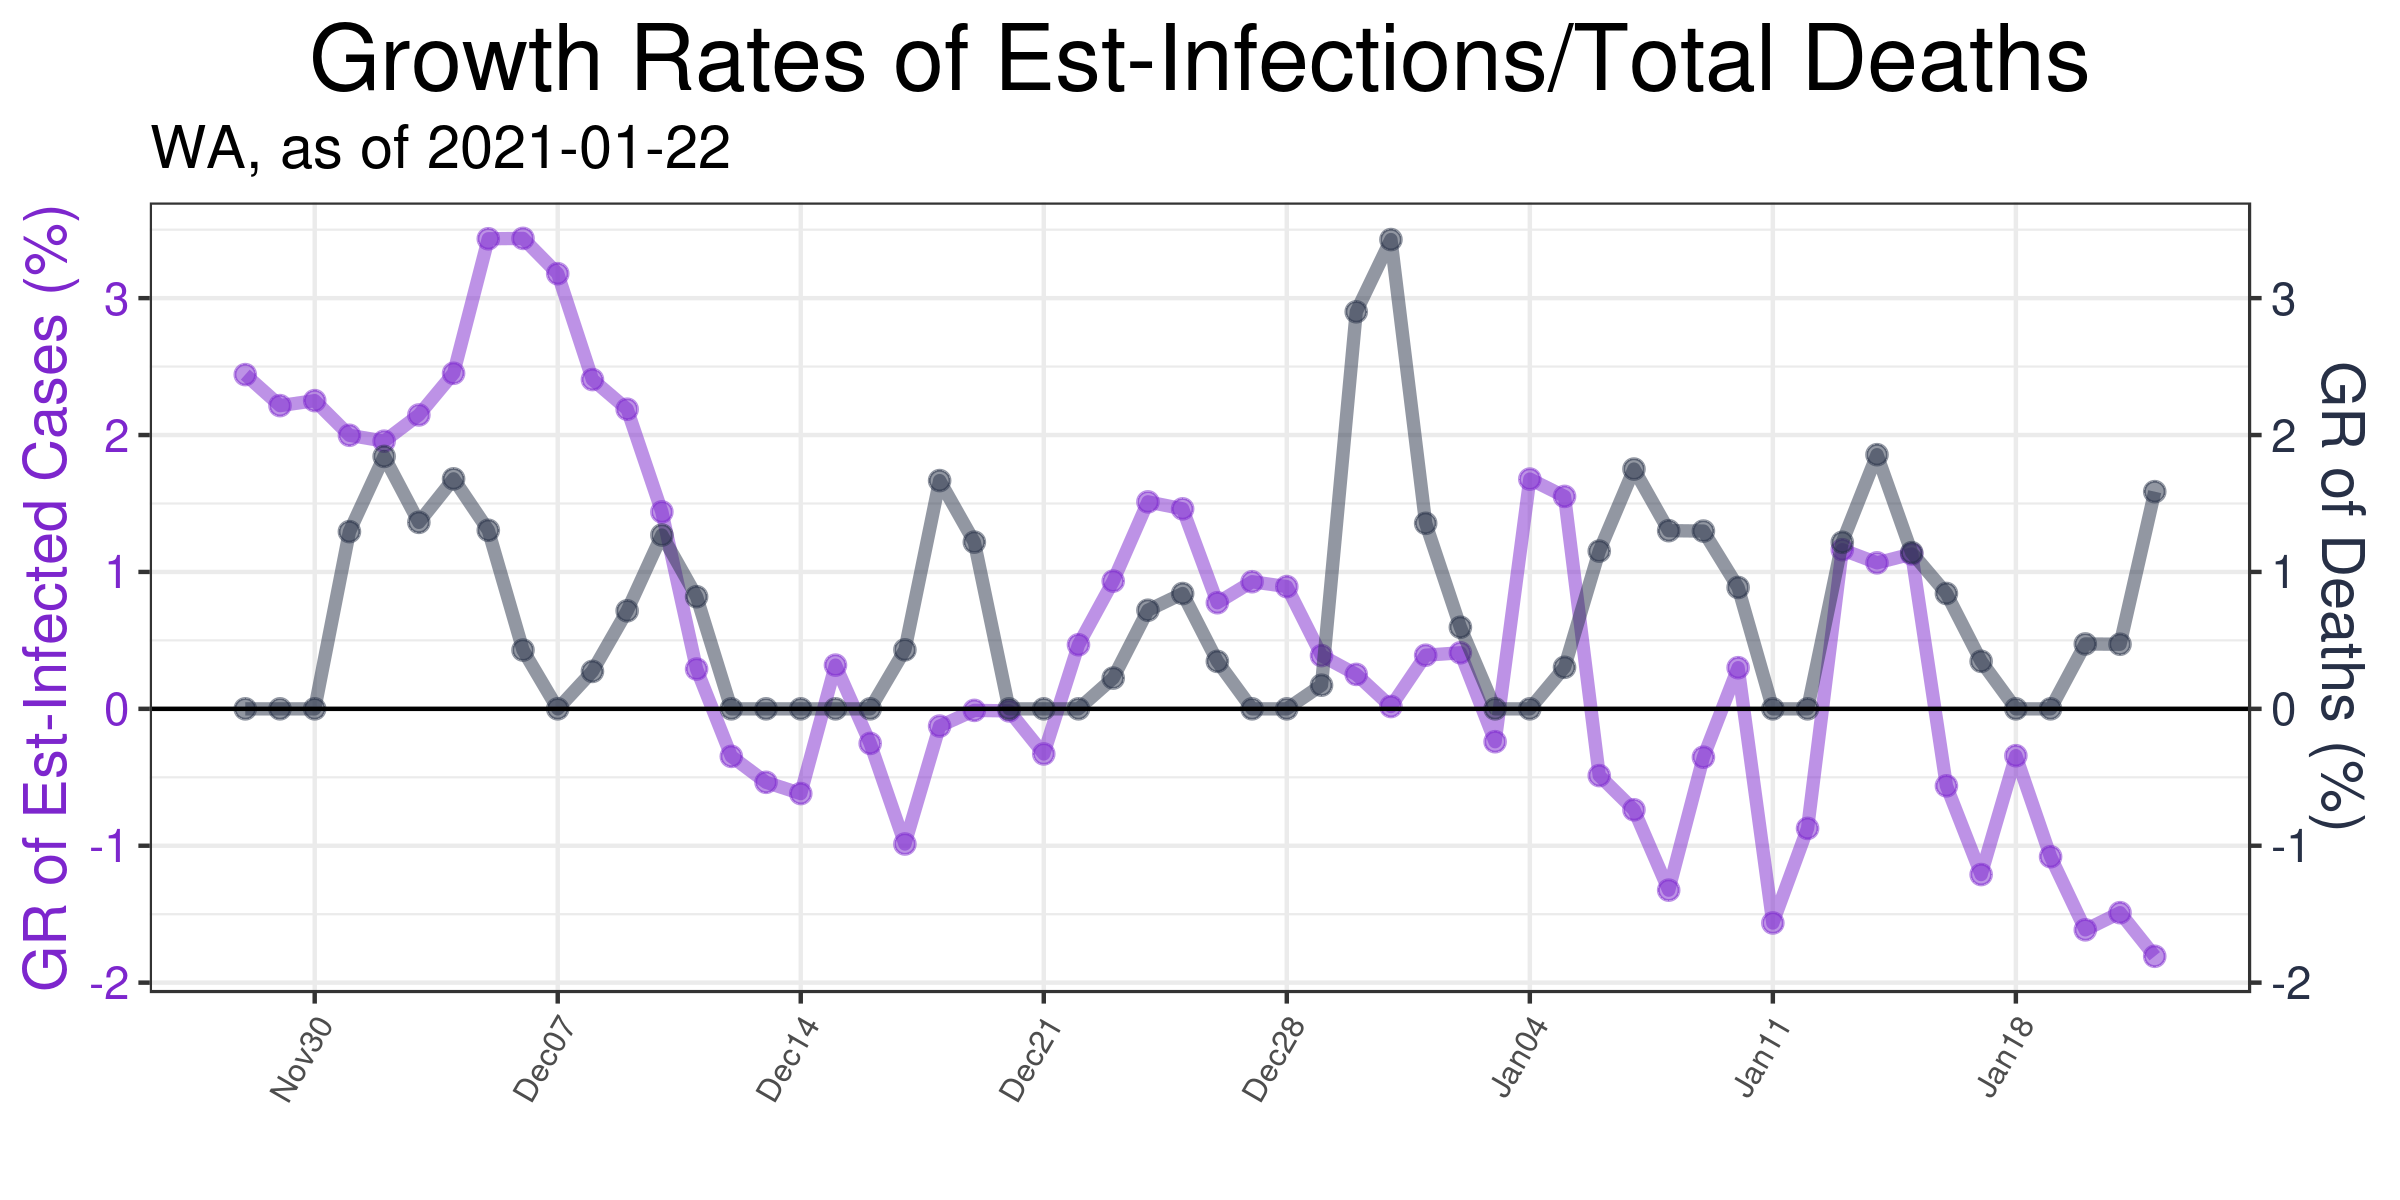 Growth Rates of Est-Infections/Total Deaths
WA, as of 2021-01-22
GR of Est-Infected Cases (%)
3
2
1
0
-1
-2
3
2
1
0
-1
-2
GR of Deaths (%)
Nov30
Dec07
Dec14
Dec21
Dec28
Jan04
Jan11
Jan18